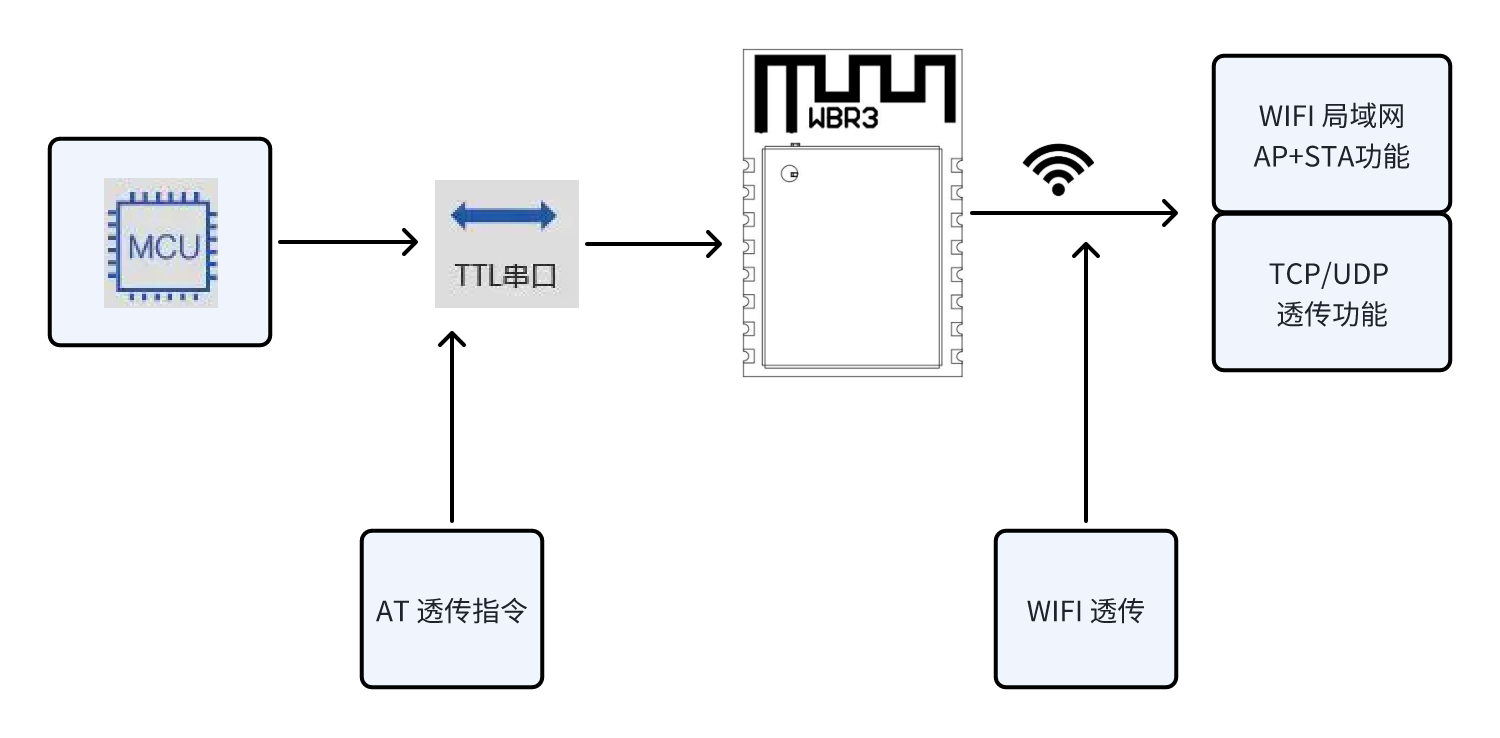 WBR3
WIFI 局域网
AP+STA功能
MCU
TTL串口
TCP/UDP
透传功能
AT 透传指令
WIFI 透传